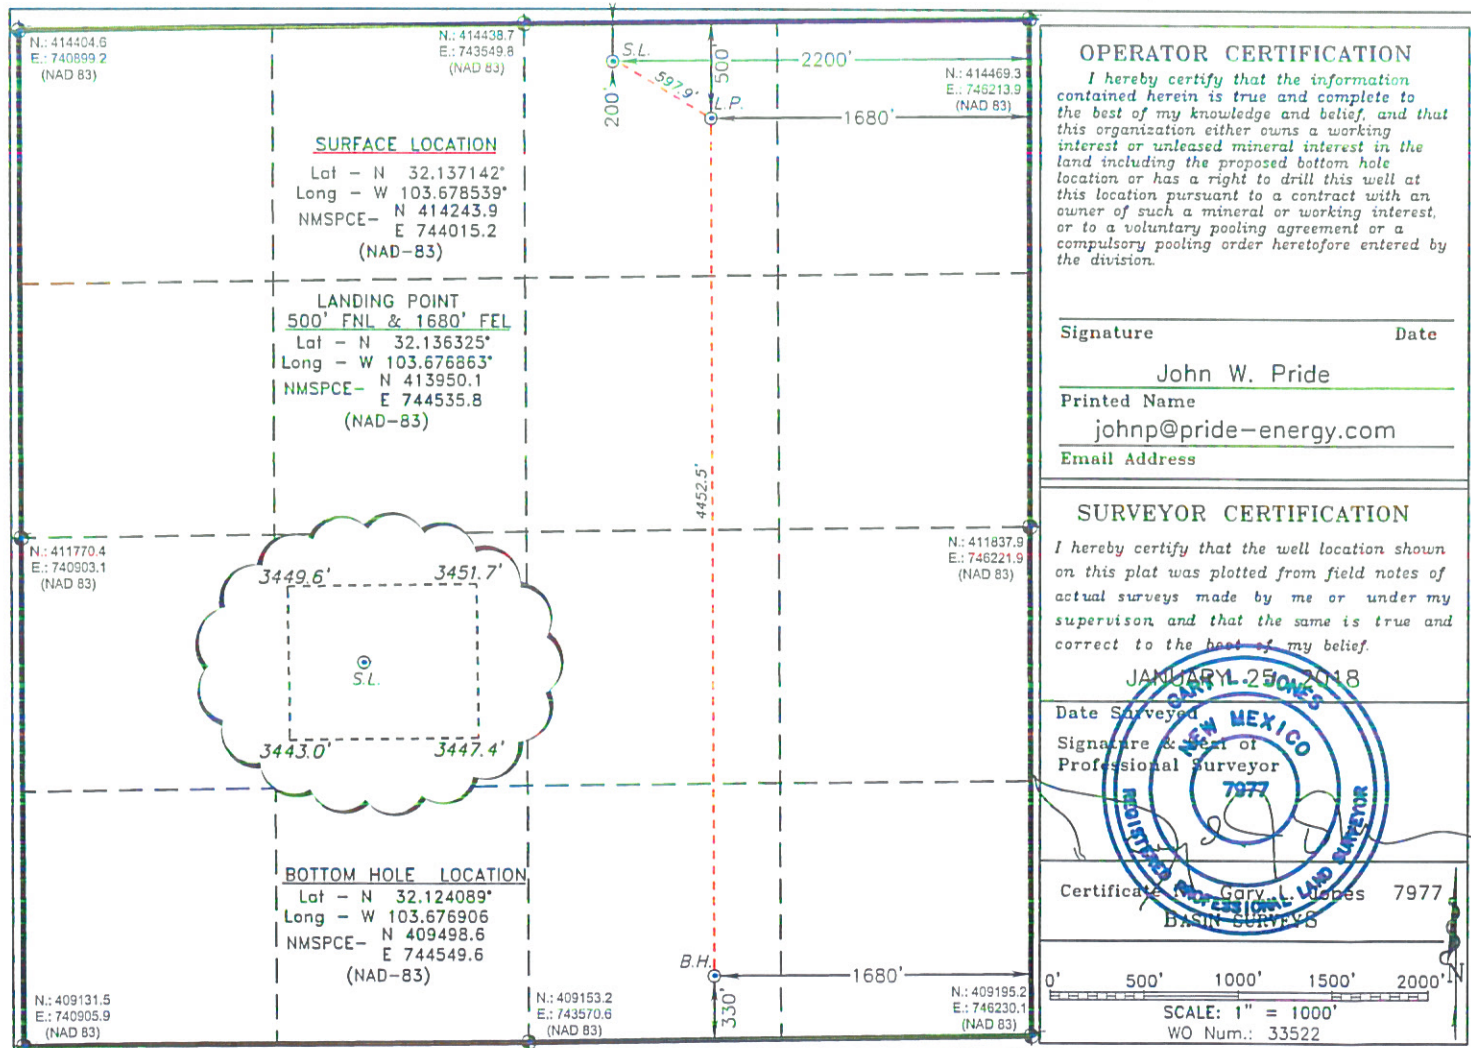 N.: 414404.6
E.: 740899.2
(NAD 83)
N.: 414438.7
E.: 743549.8
(NAD 83)
S.L.
2200'
500'
597.9'
200'
L.P.
1680'
N.: 414469.3
E.: 746213.9
(NAD 83)
SURFACE LOCATION
Lat - N 32.137142°
Long - W 103.678539°
NMSPCE- N 414243.9
E 744015.2
(NAD-83)
LANDING POINT
500' FNL & 1680' FEL
Lat - N 32.136325°
Long - W 103.676863°
NMSPCE- N 413950.1
E 744535.8
(NAD-83)
4452.5'
N.: 411770.4
E.: 740903.1
(NAD 83)
N.: 411837.9
E.: 746221.9
(NAD 83)
3449.6' 3451.7'
S.L.
3443.0' 3447.4'
BOTTOM HOLE LOCATION
Lat - N 32.124089°
Long - W 103.676906
NMSPCE- N 409498.6
E 744549.6
(NAD-83)
B.H.
1680'
330'
N.: 409131.5
E.: 740905.9
(NAD 83)
N.: 409153.2
E.: 743570.6
(NAD 83)
N.: 409195.2
E.: 746230.1
(NAD 83)
OPERATOR CERTIFICATION
I hereby certify that the information
contained herein is true and complete to
the best of my knowledge and belief, and that
this organization either owns a working
interest or unleased mineral interest in the
land including the proposed bottom hole
location or has a right to drill this well at
this location pursuant to a contract with an
owner of such a mineral or working interest,
or to a voluntary pooling agreement or a
compulsory pooling order heretofore entered by
the division.
Signature Date
John W. Pride
Printed Name
johnp@pride-energy.com
Email Address
SURVEYOR CERTIFICATION
I hereby certify that the well location shown
on this plat was plotted from field notes of
actual surveys made by me or under my
supervison and that the same is true and
correct to the best of my belief.
JANUARY 25, 2018
Date Surveyed
Signature & Seal of
Professional Surveyor
GARY L. JONES
NEW MEXICO
7977
REGISTERED PROFESSIONAL LAND SURVEYOR
Certificate Gary L. Jones 7977
BASIN SURVEYS
0' 500' 1000' 1500' 2000'
SCALE: 1" = 1000'
WO Num.: 33522
N